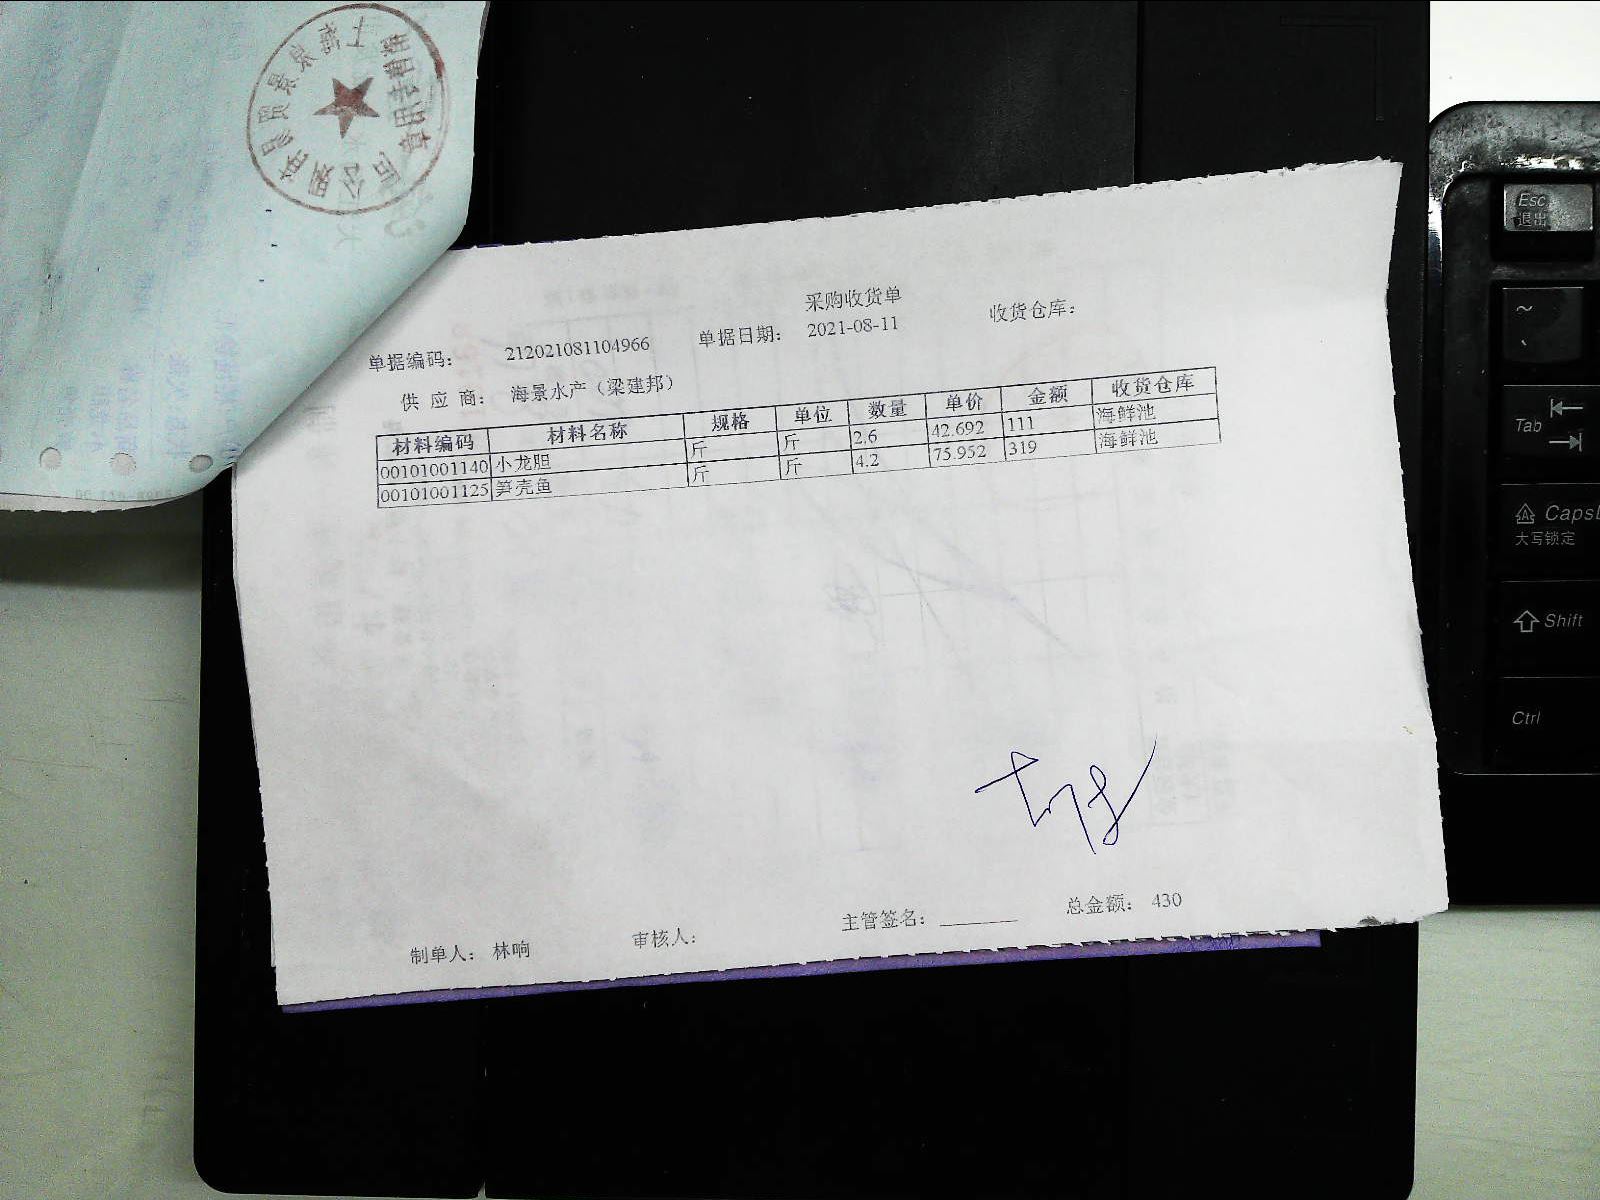 采购收货单
单据编码: 212021081104966 单据日期: 2021-08-11 收货仓库:
供 应 商: 海景水产（梁建邦）
材料编码 材料名称 规格 单位 数量 单价 金额 收货仓库
00101001140 小龙胆 斤 斤 2.6 42.692 111 海鲜池
00101001125 笋壳鱼 斤 斤 4.2 75.952 319 海鲜池
制单人: 林响 审核人: 主管签名: 总金额: 430
Esc
退出
~
Tab
CapsL
大写锁定
Shift
Ctrl